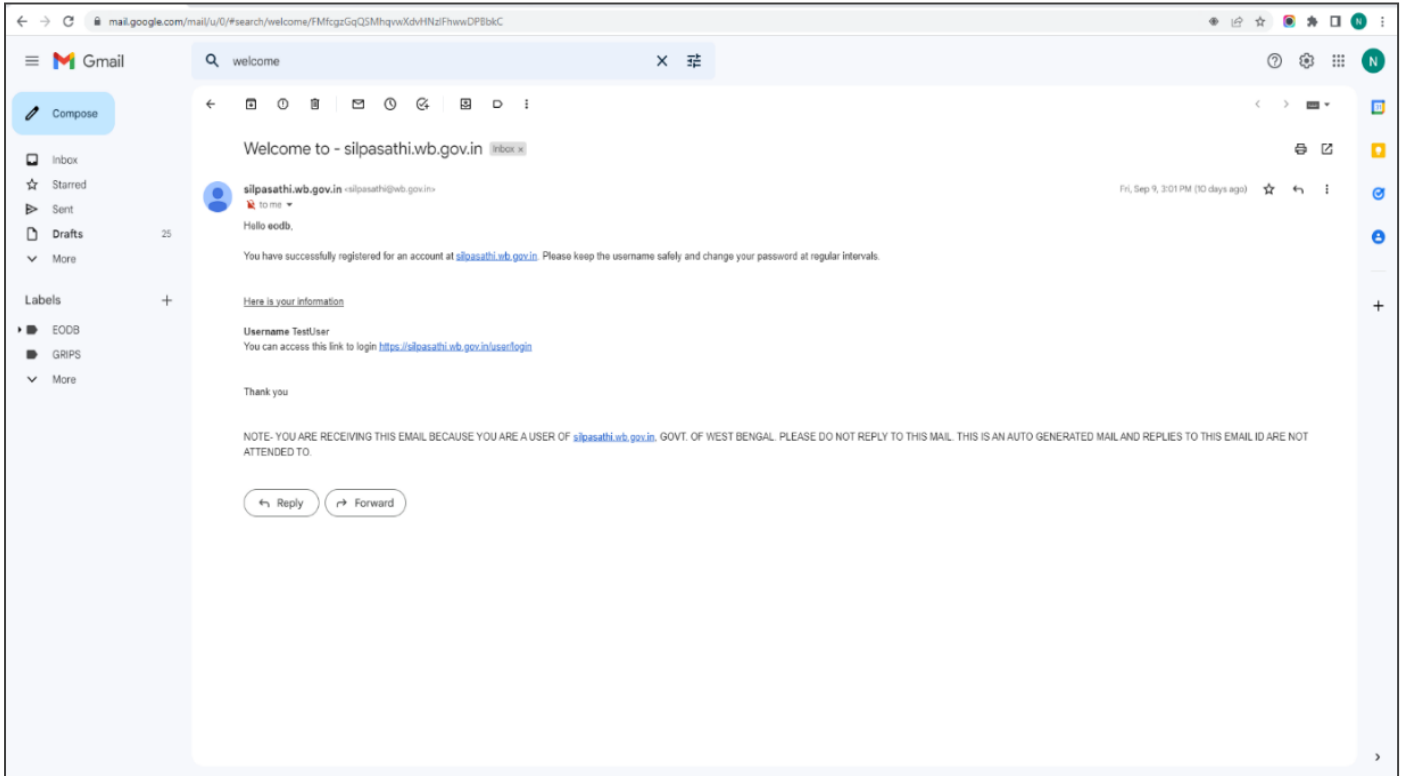 mail.google.com/mail/u/0/#search/welcome/FMfcgzGqQSMhqvwXdvHNzlFhwwDPBbkC
N
Gmail
welcome
N
Compose
Inbox
Starred
Sent
Drafts 25
More
Labels
EODB
GRIPS
More
Welcome to - silpasathi.wb.gov.in Inbox x
silpasathi.wb.gov.in <silpasathi@wb.gov.in> Fri, Sep 9, 3:01 PM (10 days ago)
to me
Hello eodb,
You have successfully registered for an account at silpasathi.wb.gov.in. Please keep the username safely and change your password at regular intervals.
Here is your information
Username TestUser
You can access this link to login https://silpasathi.wb.gov.in/user/login
Thank you
NOTE- YOU ARE RECEIVING THIS EMAIL BECAUSE YOU ARE A USER OF silpasathi.wb.gov.in, GOVT. OF WEST BENGAL. PLEASE DO NOT REPLY TO THIS MAIL. THIS IS AN AUTO GENERATED MAIL AND REPLIES TO THIS EMAIL ID ARE NOT
ATTENDED TO.
Reply Forward